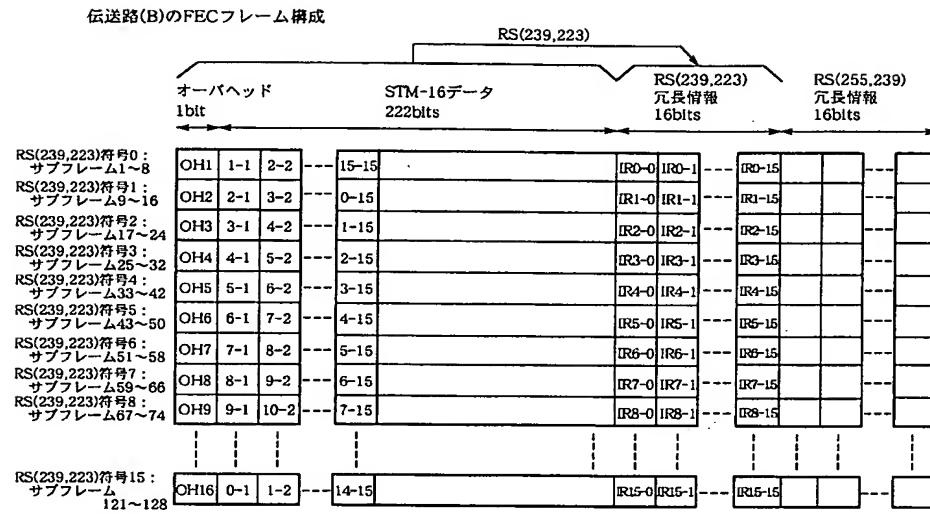 伝送路(B)のFECフレーム構成
RS(239,223)
オーバヘッド
1bit
STM-16データ
222bits
RS(239,223)
冗長情報
16bits
RS(255,239)
冗長情報
16bits
RS(239,223)符号0：
サブフレーム1～8
OH1 1-1 2-2 15-15 IR0-0 IR0-1 IR0-15
RS(239,223)符号1：
サブフレーム9～16
OH2 2-1 3-2 0-15 IR1-0 IR1-1 IR1-15
RS(239,223)符号2：
サブフレーム17～24
OH3 3-1 4-2 1-15 IR2-0 IR2-1 IR2-15
RS(239,223)符号3：
サブフレーム25～32
OH4 4-1 5-2 2-15 IR3-0 IR3-1 IR3-15
RS(239,223)符号4：
サブフレーム33～42
OH5 5-1 6-2 3-15 IR4-0 IR4-1 IR4-15
RS(239,223)符号5：
サブフレーム43～50
OH6 6-1 7-2 4-15 IR5-0 IR5-1 IR5-15
RS(239,223)符号6：
サブフレーム51～58
OH7 7-1 8-2 5-15 IR6-0 IR6-1 IR6-15
RS(239,223)符号7：
サブフレーム59～66
OH8 8-1 9-2 6-15 IR7-0 IR7-1 IR7-15
RS(239,223)符号8：
サブフレーム67～74
OH9 9-1 10-2 7-15 IR8-0 IR8-1 IR8-15
RS(239,223)符号15：
サブフレーム
121～128
OH16 0-1 1-2 14-15 IR15-0 IR15-1 IR15-15